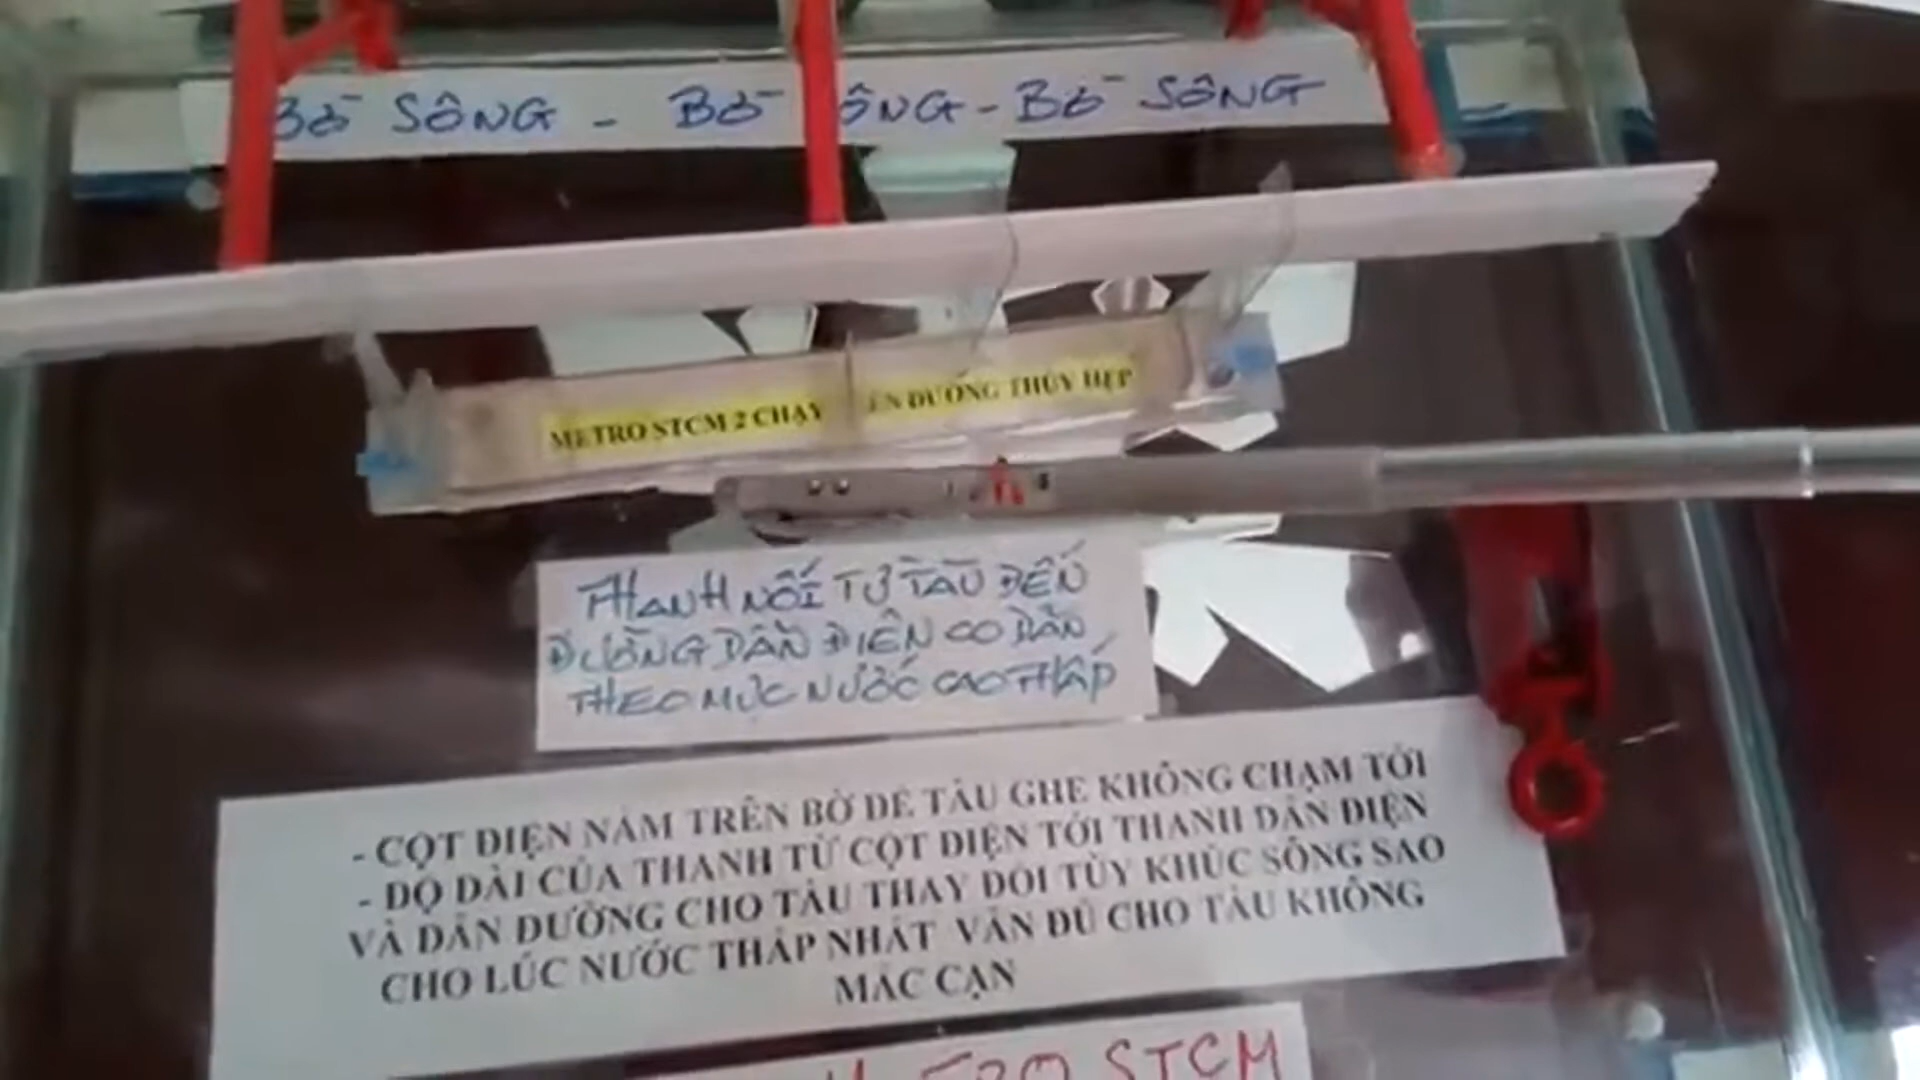 BỜ SÔNG - BỜ ÔNG - BỜ SÔNG
METRO STCM 2 CHẠY ÊN ĐƯỜNG THỦY HẸP
THANH NỐI TỪ TÀU ĐẾN
ĐƯỜNG DẪN ĐIỆN CO DÃN
THEO MỨC NƯỚC CAO THẤP
- CỘT ĐIỆN NẰM TRÊN BỜ ĐỂ TÀU GHE KHÔNG CHẠM TỚI
- ĐỘ DÀI CỦA THANH TỪ CỘT ĐIỆN TỚI THANH DẪN ĐIỆN
VÀ DẪN ĐƯỜNG CHO TÀU THAY ĐỔI TÙY KHÚC SÔNG SAO
CHO LÚC NƯỚC THẤP NHẤT VẪN ĐỦ CHO TÀU KHÔNG
MẮC CẠN
STCM